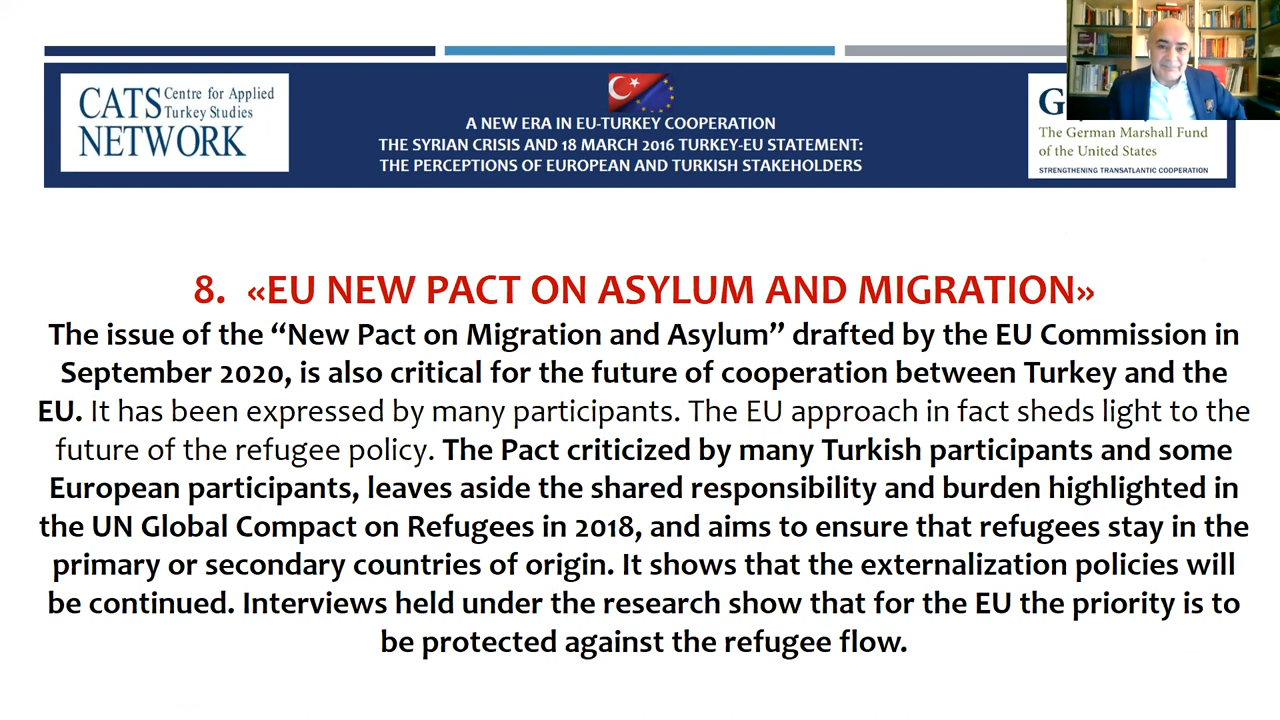 CATS Centre for Applied
Turkey Studies
NETWORK
A NEW ERA IN EU-TURKEY COOPERATION
THE SYRIAN CRISIS AND 18 MARCH 2016 TURKEY-EU STATEMENT:
THE PERCEPTIONS OF EUROPEAN AND TURKISH STAKEHOLDERS
G
The German Marshall Fund
of the United States
STRENGTHENING TRANSATLANTIC COOPERATION
8. «EU NEW PACT ON ASYLUM AND MIGRATION»
The issue of the “New Pact on Migration and Asylum” drafted by the EU Commission in
September 2020, is also critical for the future of cooperation between Turkey and the
EU. It has been expressed by many participants. The EU approach in fact sheds light to the
future of the refugee policy. The Pact criticized by many Turkish participants and some
European participants, leaves aside the shared responsibility and burden highlighted in
the UN Global Compact on Refugees in 2018, and aims to ensure that refugees stay in the
primary or secondary countries of origin. It shows that the externalization policies will
be continued. Interviews held under the research show that for the EU the priority is to
be protected against the refugee flow.